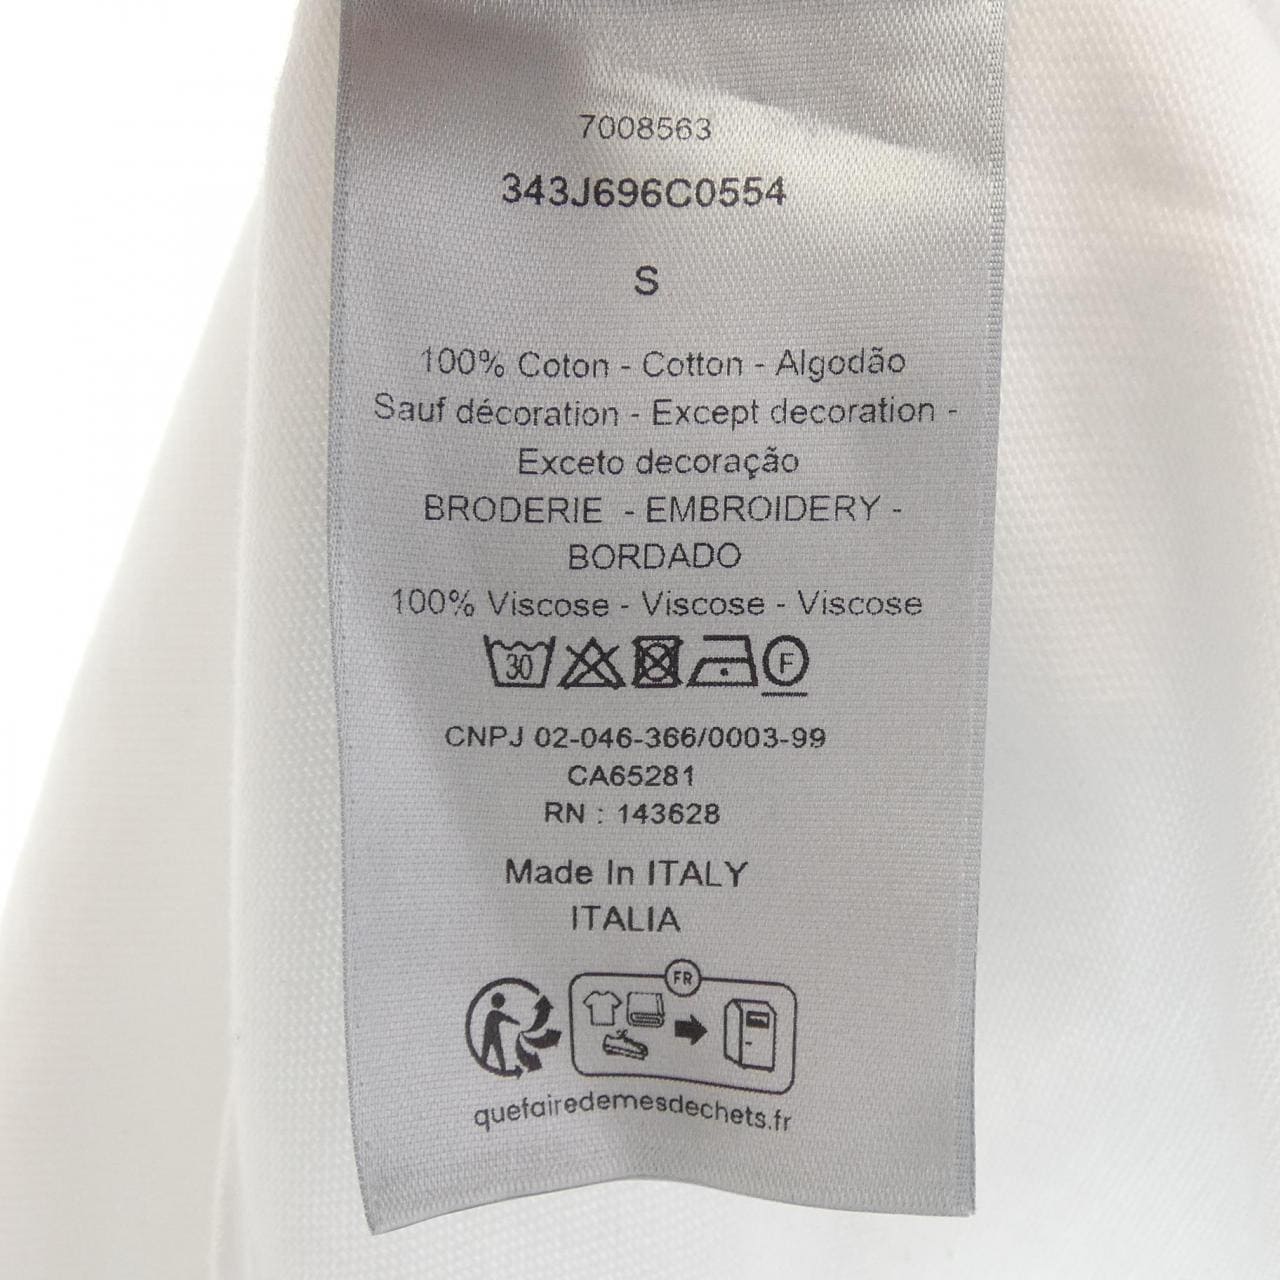 7008563
343J696C0554
S
100% Coton - Cotton - Algodão
Sauf décoration - Except decoration -
Exceto decoração
BRODERIE - EMBROIDERY -
BORDADO
100% Viscose - Viscose - Viscose
30 F
CNPJ 02-046-366/0003-99
CA65281
RN : 143628
Made In ITALY
ITALIA
FR
quefairedemesdechets.fr